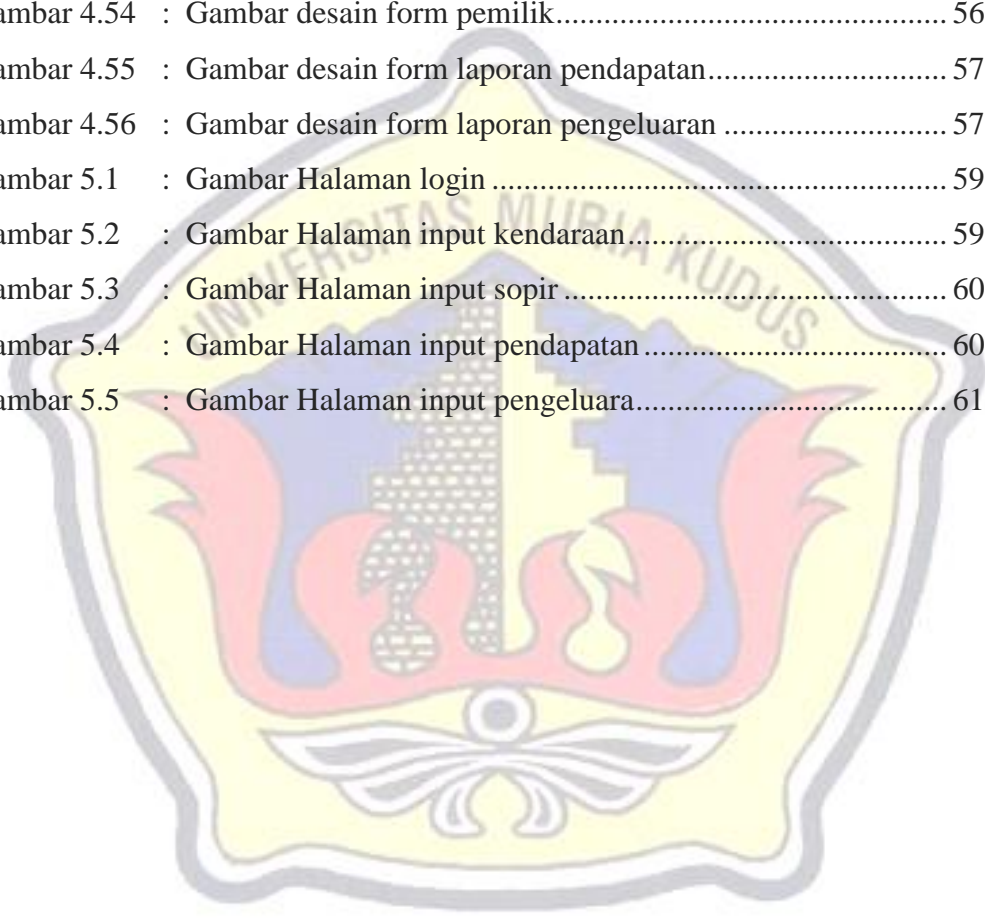 ambar 4.54 : Gambar desain form pemilik................................................. 56
ambar 4.55 : Gambar desain form laporan pendapatan.............................. 57
ambar 4.56 : Gambar desain form laporan pengeluaran ............................ 57
ambar 5.1 : Gambar Halaman login ......................................................... 59
ambar 5.2 : Gambar Halaman input kendaraan........................................ 59
ambar 5.3 : Gambar Halaman input sopir ................................................ 60
ambar 5.4 : Gambar Halaman input pendapatan ...................................... 60
ambar 5.5 : Gambar Halaman input pengeluara....................................... 61
UNIVERSITAS MURIA KUDUS